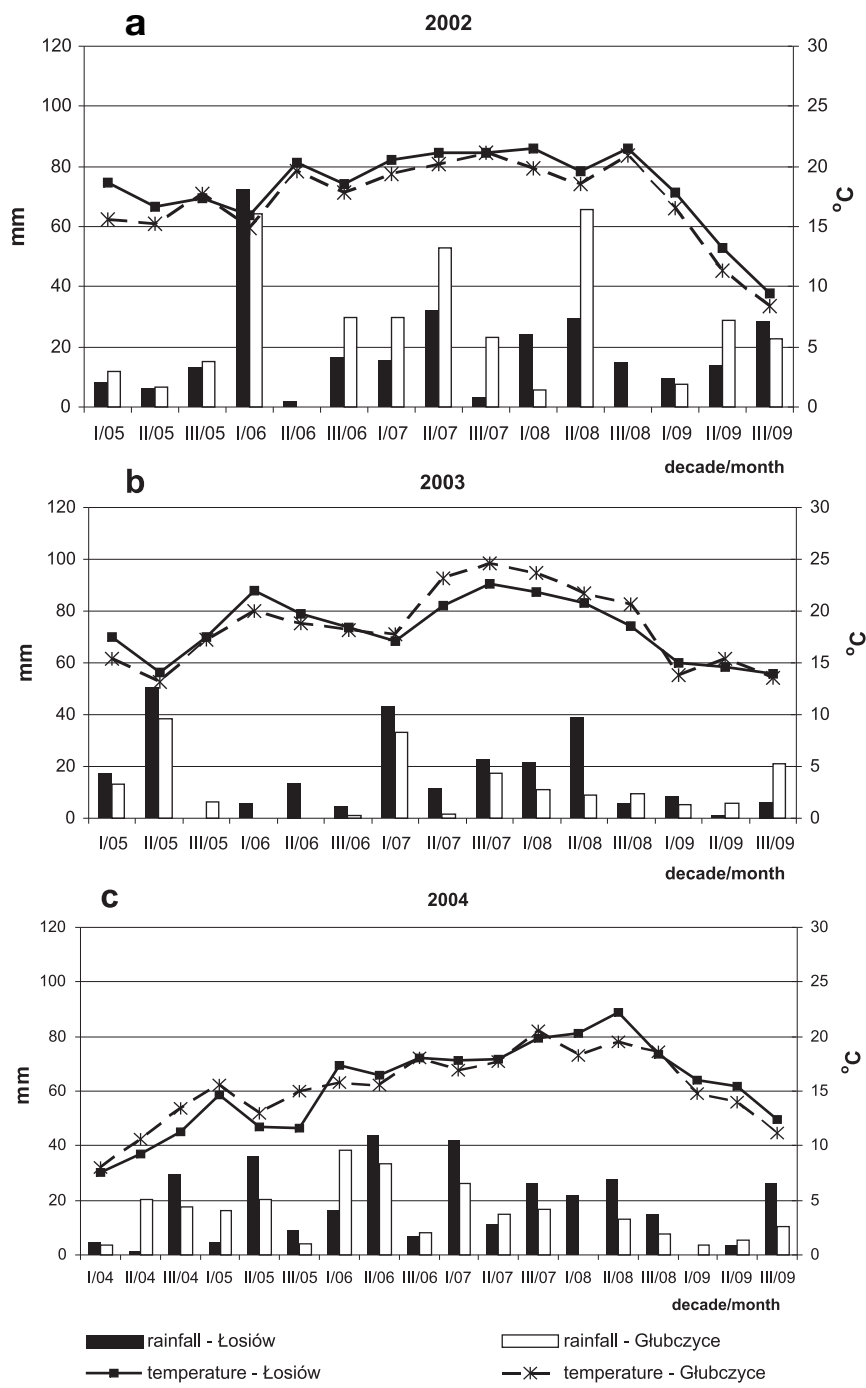 a
2002
120 30
100 25
80 20
60 15
40 10
20 5
0 0
mm
°C
I/05 II/05 III/05 I/06 II/06 III/06 I/07 II/07 III/07 I/08 II/08 III/08 I/09 II/09 III/09
decade/month
b
2003
120 30
100 25
80 20
60 15
40 10
20 5
0 0
mm
°C
I/05 II/05 III/05 I/06 II/06 III/06 I/07 II/07 III/07 I/08 II/08 III/08 I/09 II/09 III/09
decade/month
c
2004
120 30
100 25
80 20
60 15
40 10
20 5
0 0
mm
°C
I/04 II/04 III/04 I/05 II/05 III/05 I/06 II/06 III/06 I/07 II/07 III/07 I/08 II/08 III/08 I/09 II/09 III/09
decade/month
rainfall - Łosiów rainfall - Głubczyce
temperature - Łosiów temperature - Głubczyce